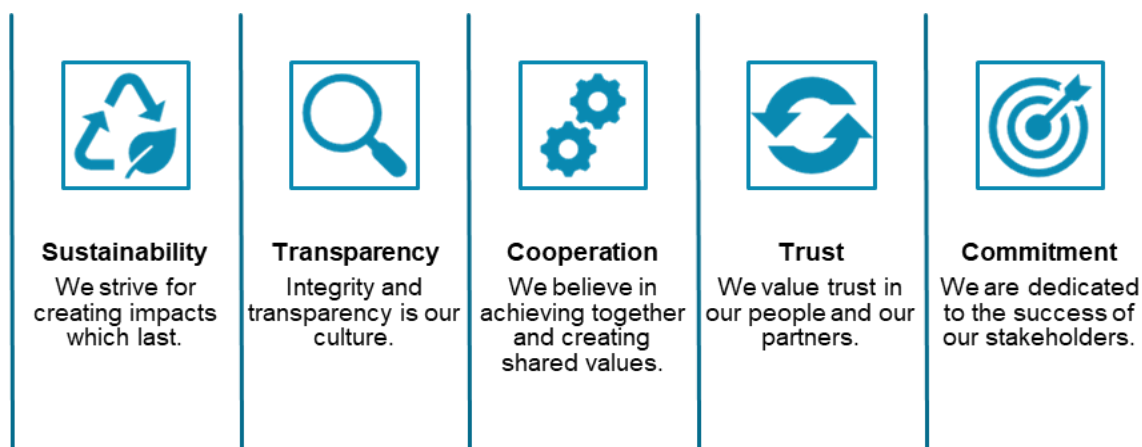 Sustainability
We strive for
creating impacts
which last.
Transparency
Integrity and
transparency is our
culture.
Cooperation
We believe in
achieving together
and creating
shared values.
Trust
We value trust in
our people and our
partners.
Commitment
We are dedicated
to the success of
our stakeholders.